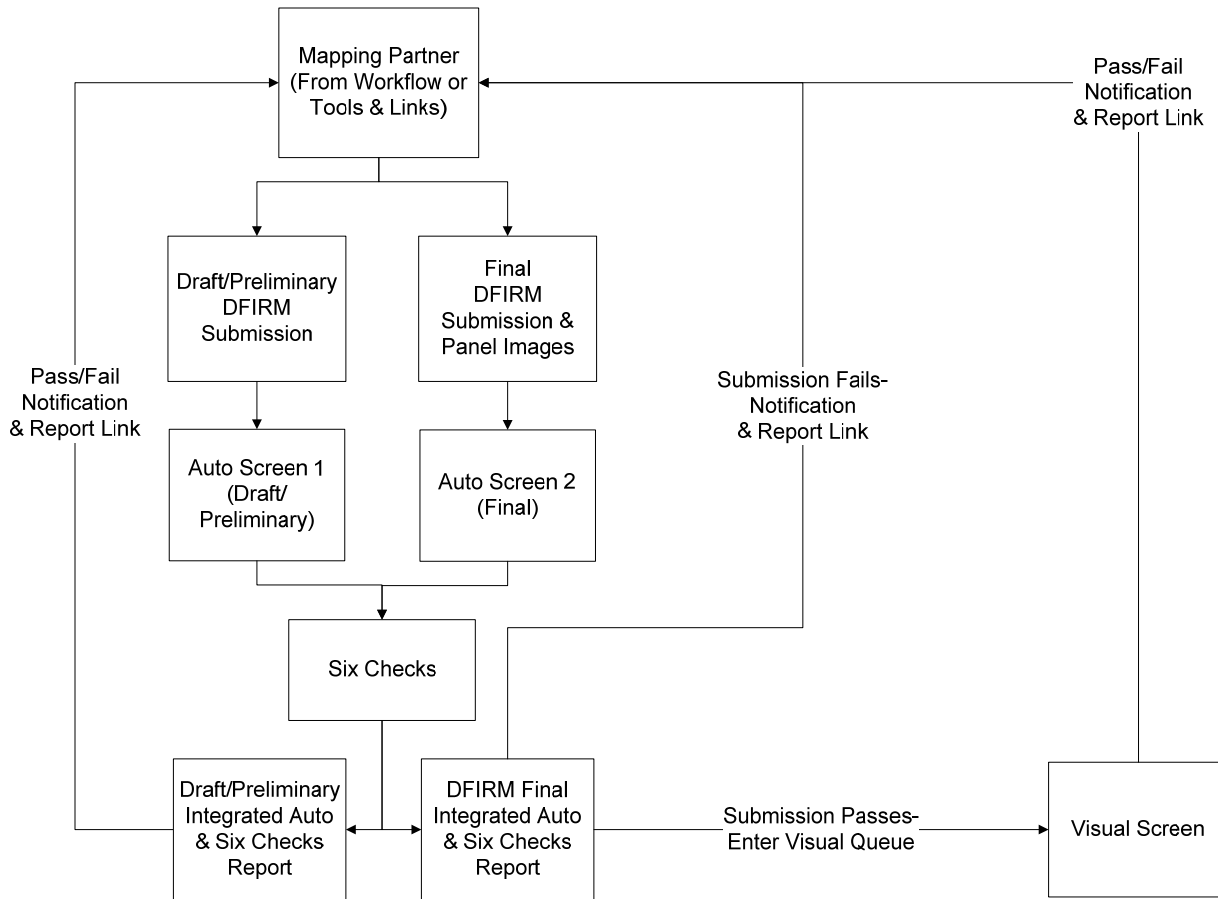 Mapping Partner
(From Workflow or
Tools & Links)
Pass/Fail
Notification
& Report Link
Draft/Preliminary
DFIRM
Submission
Final
DFIRM
Submission &
Panel Images
Pass/Fail
Notification
& Report Link
Submission Fails-
Notification
& Report Link
Auto Screen 1
(Draft/
Preliminary)
Auto Screen 2
(Final)
Six Checks
Draft/Preliminary
Integrated Auto
& Six Checks
Report
DFIRM Final
Integrated Auto
& Six Checks
Report
Submission Passes-
Enter Visual Queue
Visual Screen